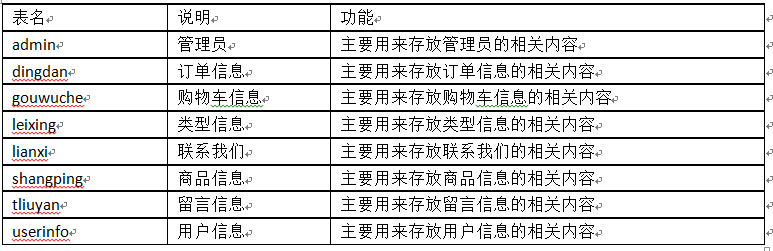 表名 说明 功能
admin 管理员 主要用来存放管理员的相关内容
dingdan 订单信息 主要用来存放订单信息的相关内容
gouwuche 购物车信息 主要用来存放购物车信息的相关内容
leixing 类型信息 主要用来存放类型信息的相关内容
lianxi 联系我们 主要用来存放联系我们的相关内容
shangping 商品信息 主要用来存放商品信息的相关内容
tliuyan 留言信息 主要用来存放留言信息的相关内容
userinfo 用户信息 主要用来存放用户信息的相关内容